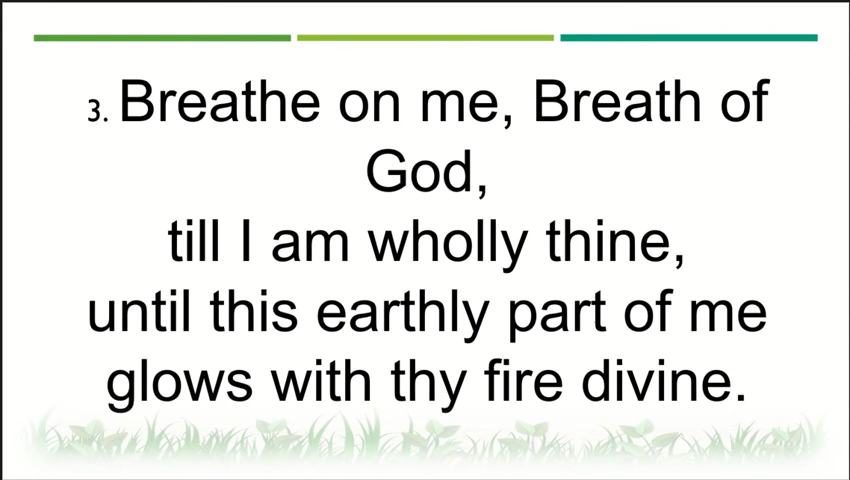 3. Breathe on me, Breath of
God,
till I am wholly thine,
until this earthly part of me
glows with thy fire divine.